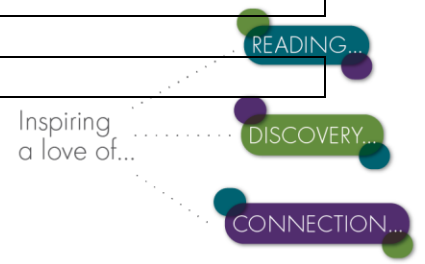 READING...
Inspiring
a love of...
DISCOVERY...
CONNECTION...